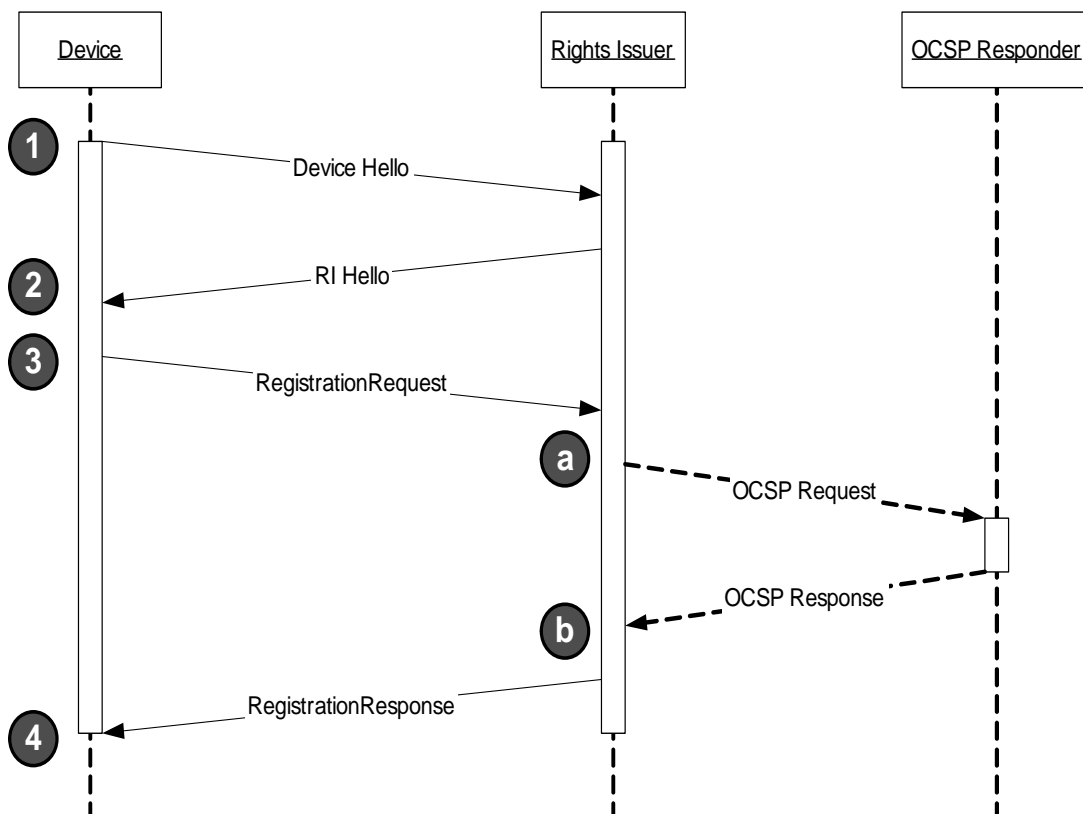 Device
Rights Issuer
OCSP Responder
1
Device Hello
RI Hello
2
3
RegistrationRequest
a
OCSP Request
OCSP Response
b
RegistrationResponse
4